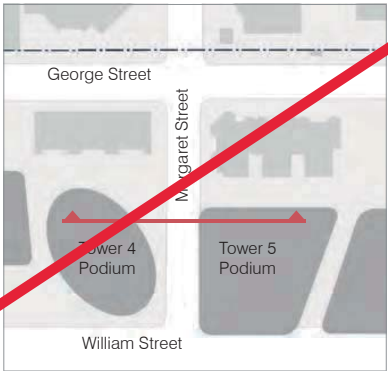 George Street
Margaret Street
Tower 4
Podium
Tower 5
Podium
William Street